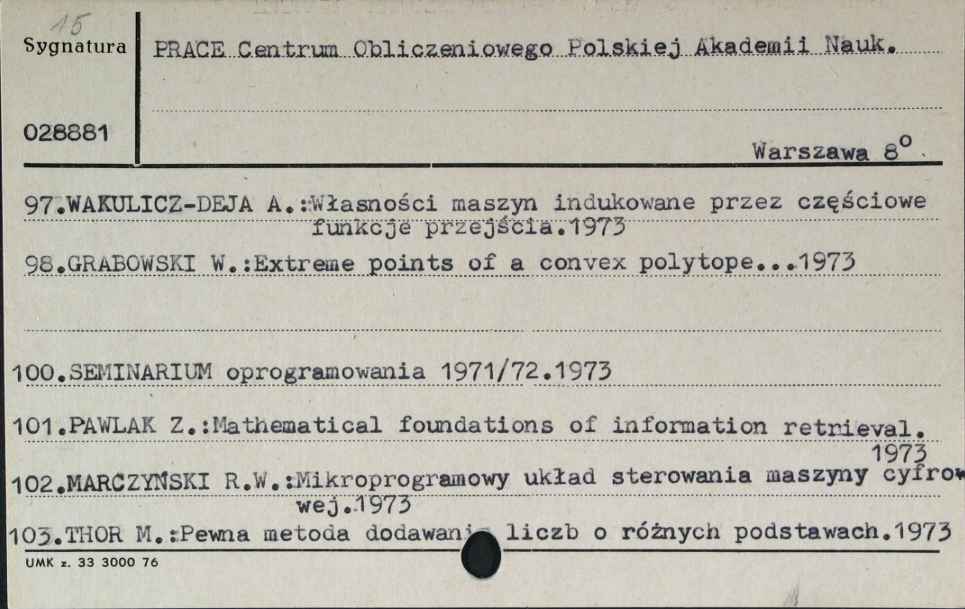 15
Sygnatura
PRACE Centrum Obliczeniowego Polskiej Akademii Nauk.
028881
Warszawa 8°
97.WAKULICZ-DEJA A.:Własności maszyn indukowane przez częściowe
funkcje przejścia.1973
98.GRABOWSKI W.:Extreme points of a convex polytope...1973
100.SEMINARIUM oprogramowania 1971/72.1973
101.PAWLAK Z.:Mathematical foundations of information retrieval.
1973
102.MARCZYŃSKI R.W.:Mikroprogramowy układ sterowania maszyny cyfrow
wej.1973
103.THOR M.:Pewna metoda dodawani liczb o różnych podstawach.1973
UMK z. 33 3000 76